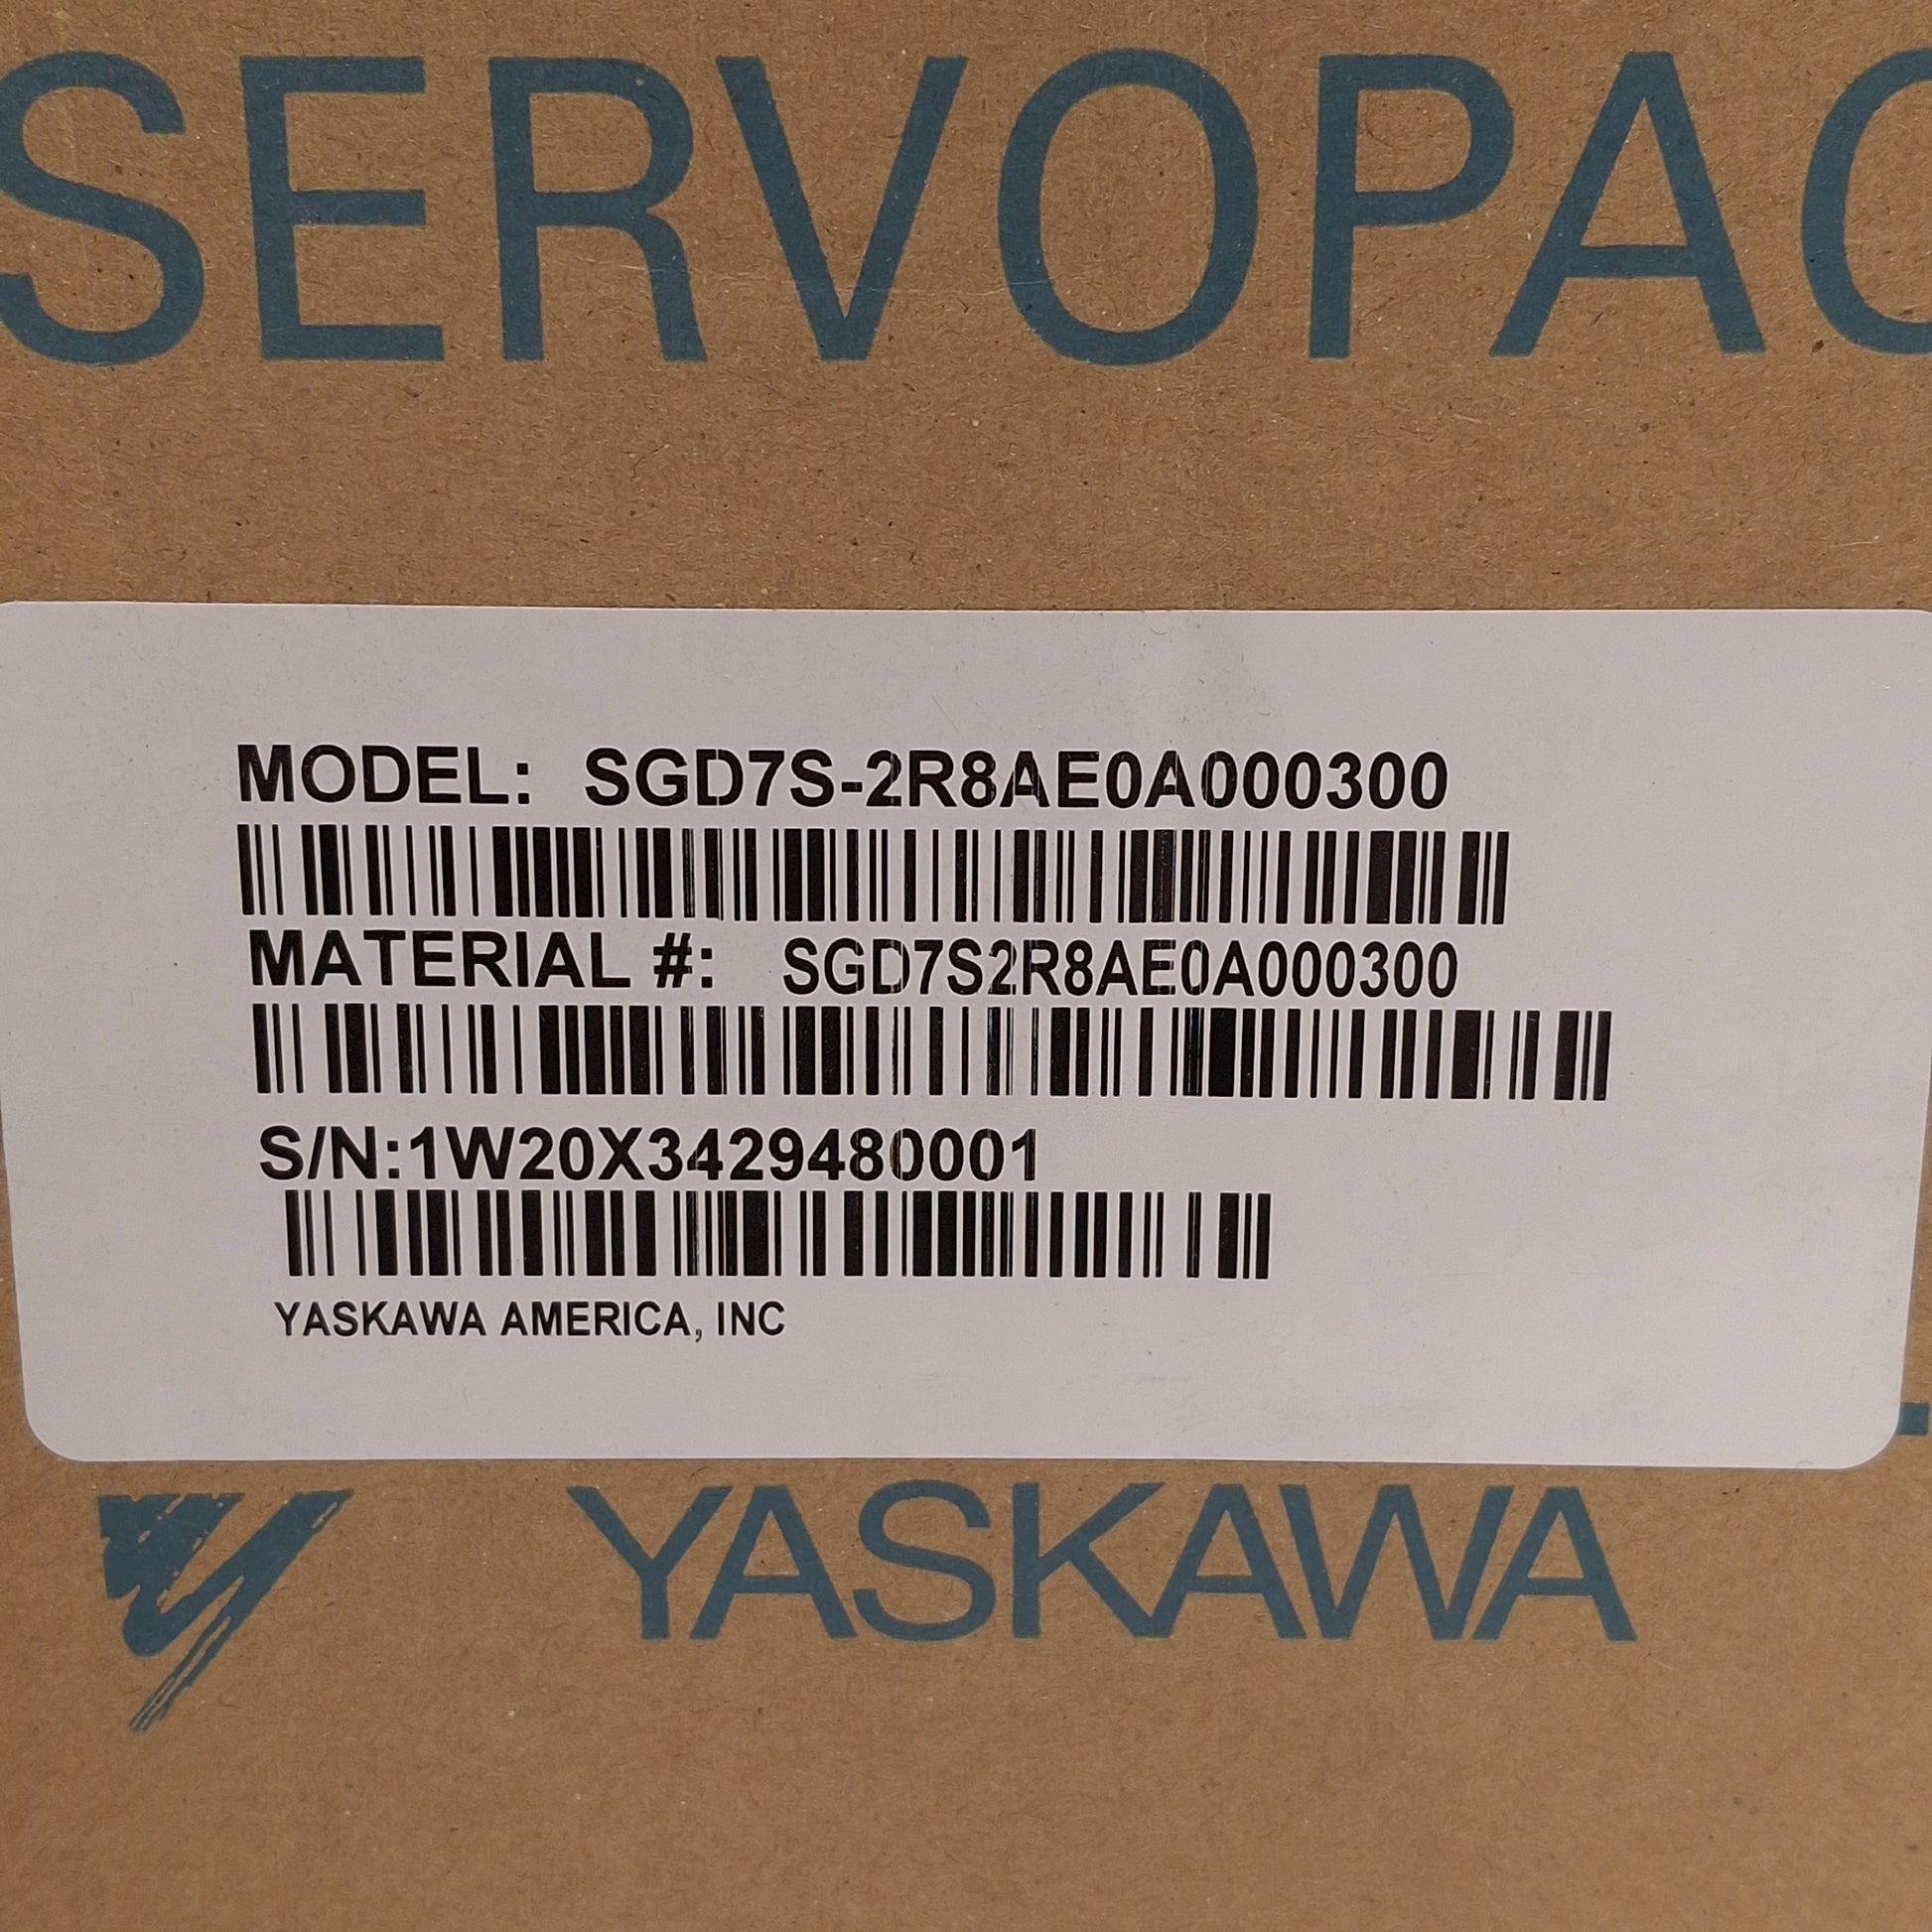 SERVOPAC
MODEL: SGD7S-2R8AE0A000300
MATERIAL #: SGD7S2R8AE0A000300
S/N:1W20X3429480001
YASKAWA AMERICA, INC
YASKAWA